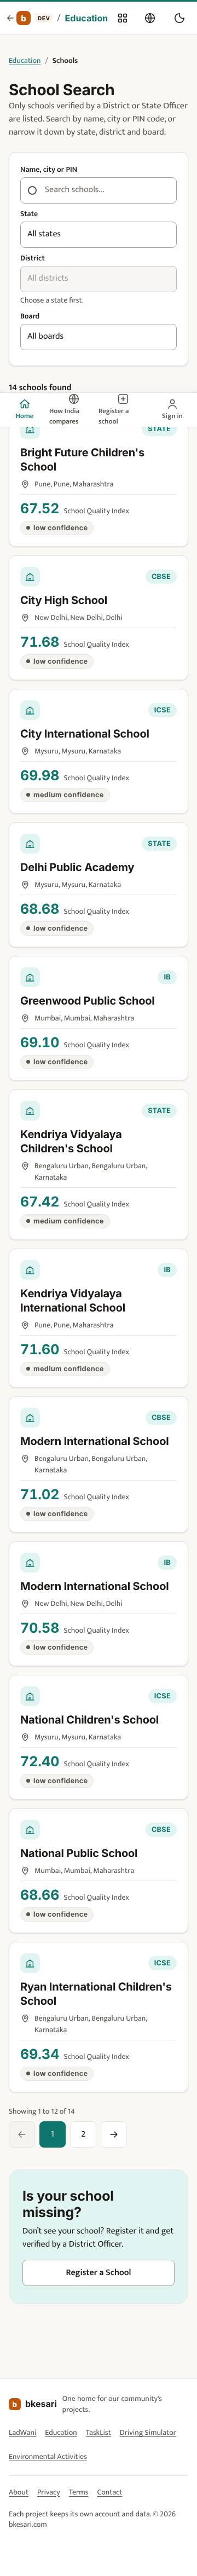 b DEV / Education
Education / Schools
School Search
Only schools verified by a District or State Officer
are listed. Search by name, city or PIN code, or
narrow it down by state, district and board.
Name, city or PIN
Search schools...
State
All states
District
All districts
Choose a state first.
Board
All boards
14 schools found
Home
How India
compares
Register a
school
Sign in
STATE
Bright Future Children's
School
Pune, Pune, Maharashtra
67.52 School Quality Index
low confidence
CBSE
City High School
New Delhi, New Delhi, Delhi
71.68 School Quality Index
low confidence
ICSE
City International School
Mysuru, Mysuru, Karnataka
69.98 School Quality Index
medium confidence
STATE
Delhi Public Academy
Mysuru, Mysuru, Karnataka
68.68 School Quality Index
low confidence
IB
Greenwood Public School
Mumbai, Mumbai, Maharashtra
69.10 School Quality Index
low confidence
STATE
Kendriya Vidyalaya
Children's School
Bengaluru Urban, Bengaluru Urban,
Karnataka
67.42 School Quality Index
medium confidence
IB
Kendriya Vidyalaya
International School
Pune, Pune, Maharashtra
71.60 School Quality Index
medium confidence
CBSE
Modern International School
Bengaluru Urban, Bengaluru Urban,
Karnataka
71.02 School Quality Index
low confidence
IB
Modern International School
New Delhi, New Delhi, Delhi
70.58 School Quality Index
low confidence
ICSE
National Children's School
Mysuru, Mysuru, Karnataka
72.40 School Quality Index
low confidence
CBSE
National Public School
Mumbai, Mumbai, Maharashtra
68.66 School Quality Index
low confidence
ICSE
Ryan International Children's
School
Bengaluru Urban, Bengaluru Urban,
Karnataka
69.34 School Quality Index
low confidence
Showing 1 to 12 of 14
1 2
Is your school
missing?
Don't see your school? Register it and get
verified by a District Officer.
Register a School
b bkesari One home for our community's
projects.
LadWani Education TaskList Driving Simulator
Environmental Activities
About Privacy Terms Contact
Each project keeps its own account and data. © 2026
bkesari.com